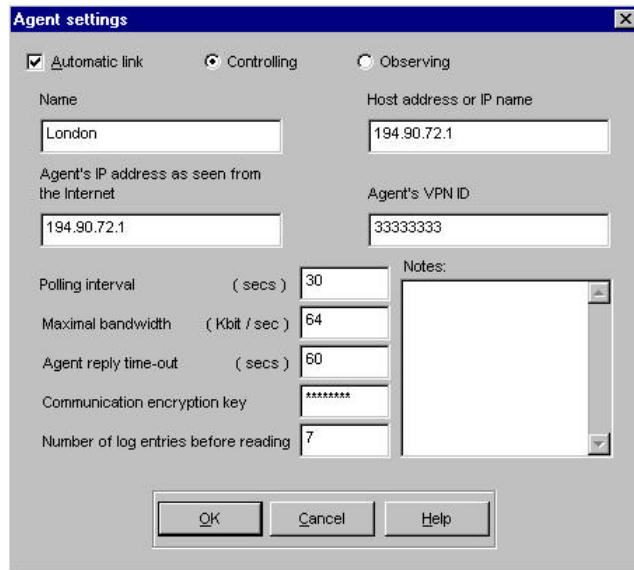 Agent settings
Automatic link Controlling Observing
Name Host address or IP name
London 194.90.72.1
Agent's IP address as seen from
the Internet Agent's VPN ID
194.90.72.1 33333333
Notes:
Polling interval ( secs ) 30
Maximal bandwidth ( Kbit / sec ) 64
Agent reply time-out ( secs ) 60
Communication encryption key ********
Number of log entries before reading 7
OK Cancel Help